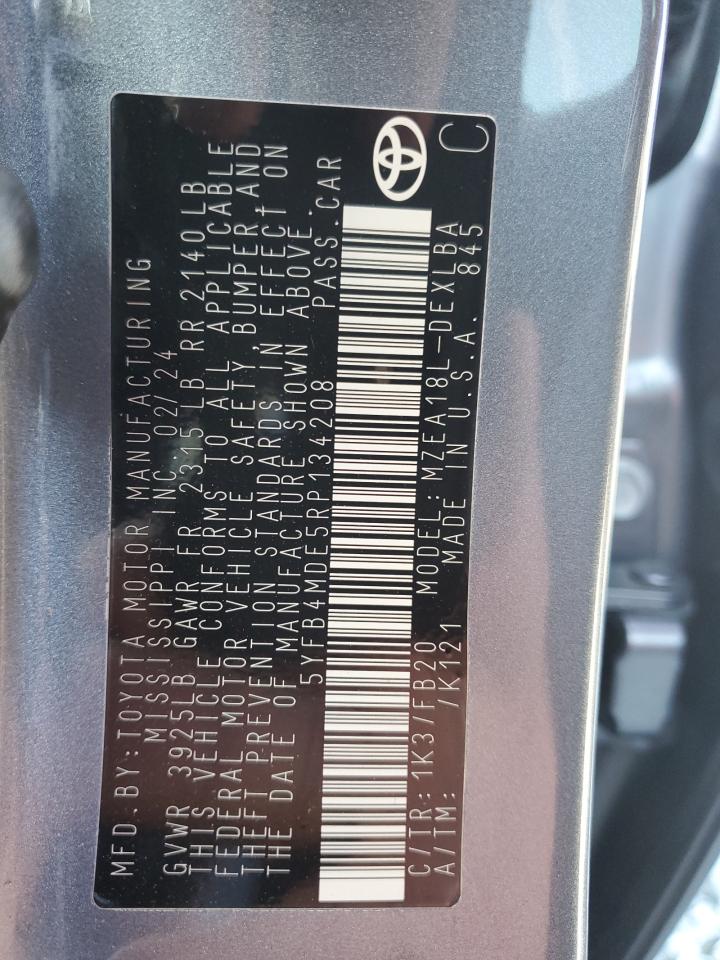 MFD.BY:TOYOTA MOTOR MANUFACTURING
MISSISSIPPI INC 02/24
GVWR 3925LB GAWR FR 2315 LB RR 2140LB
THIS VEHICLE CONFORMS TO ALL APPLICABLE
FEDERAL MOTOR VEHICLE SAFETY, BUMPER, AND
THEFT PREVENTION STANDARDS IN EFFECT ON
THE DATE OF MANUFACTURE SHOWN ABOVE.
5YFB4MDE5RP134208 PASS.CAR
C/TR: 1K3/FB20 MODEL:MZEA18L-DEXLBA
A/TM: /K121 MADE IN U.S.A. 845
C